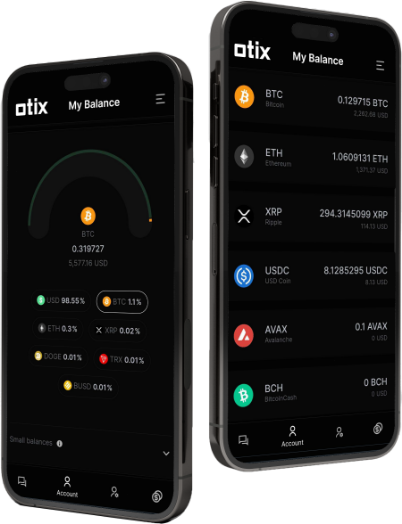 otix
My Balance
BTC
0.319727
5,577.16 USD
USD 98.55%
BTC 1.1%
ETH 0.3%
XRP 0.02%
DOGE 0.01%
TRX 0.01%
BUSD 0.01%
Small balances
Account
otix
My Balance
BTC
Bitcoin
0.129715 BTC
2,262.88 USD
ETH
Ethereum
1.0609131 ETH
1,371.37 USD
XRP
Ripple
294.3145099 XRP
114.13 USD
USDC
USD Coin
8.1285295 USDC
8.13 USD
AVAX
Avalanche
0.1 AVAX
0 USD
BCH
BitcoinCash
0 BCH
0 USD
Account